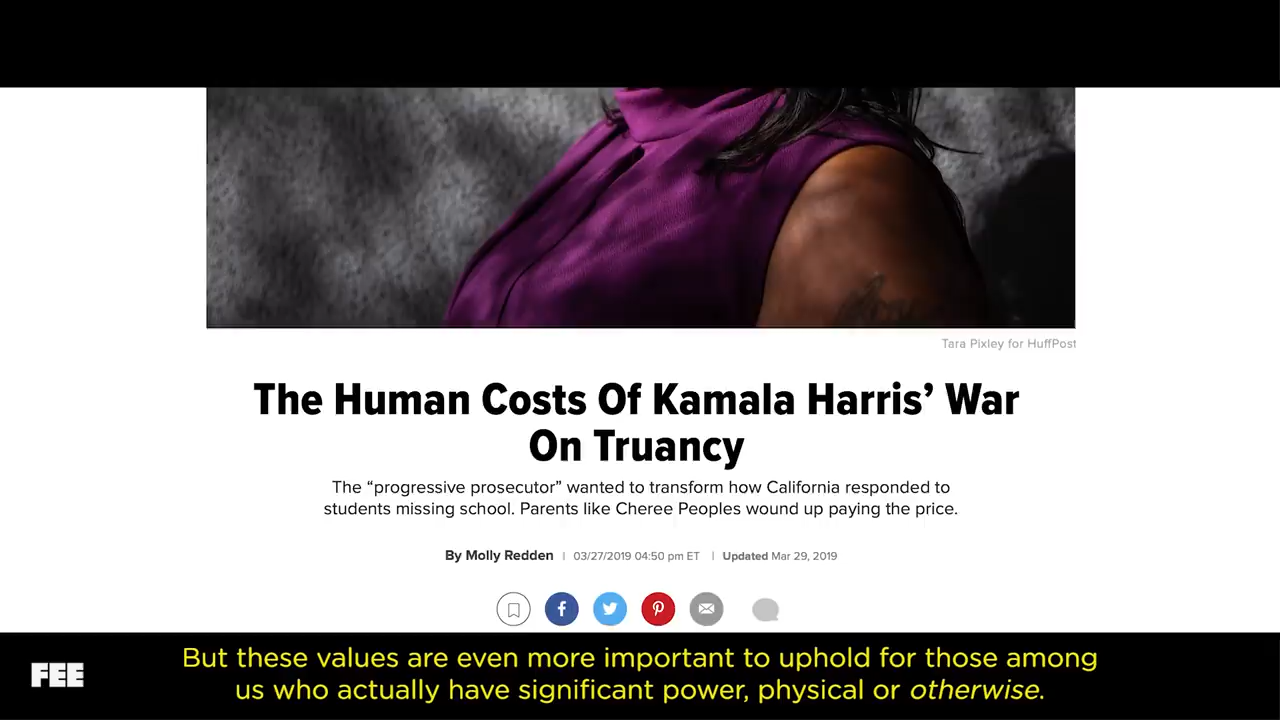 Tara Pixley for HuffPost
The Human Costs Of Kamala Harris’ War
On Truancy
The “progressive prosecutor” wanted to transform how California responded to
students missing school. Parents like Cheree Peoples wound up paying the price.
By Molly Redden | 03/27/2019 04:50 pm ET | Updated Mar 29, 2019
FEE
But these values are even more important to uphold for those among
us who actually have significant power, physical or otherwise.